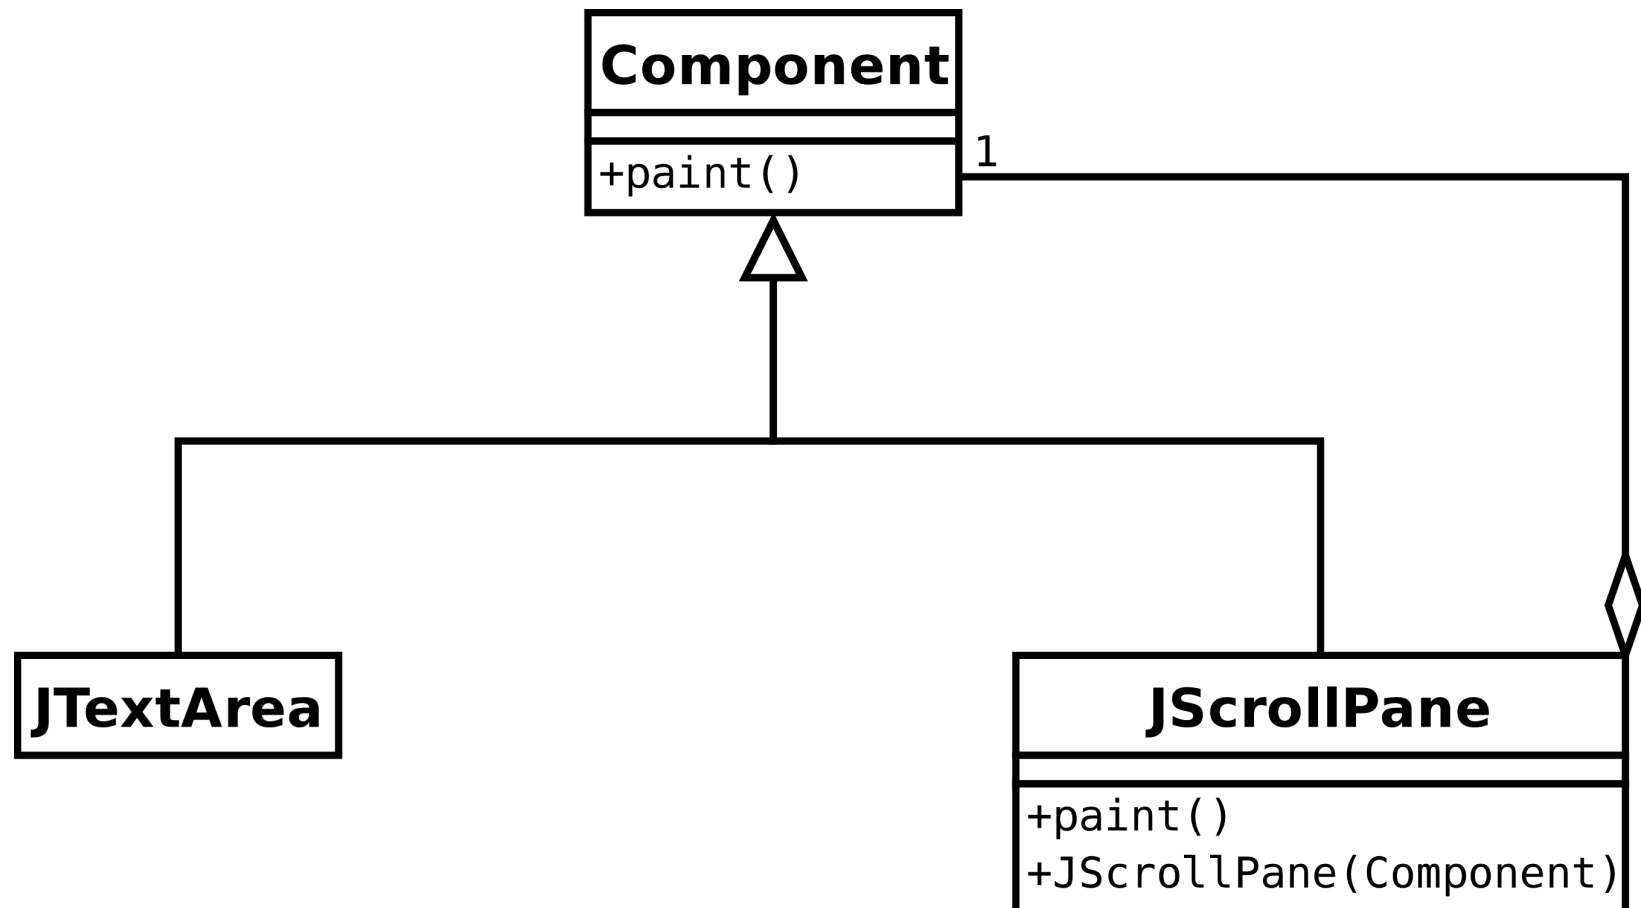 Component
+paint()
1
JTextArea
JScrollPane
+paint()
+JScrollPane(Component)